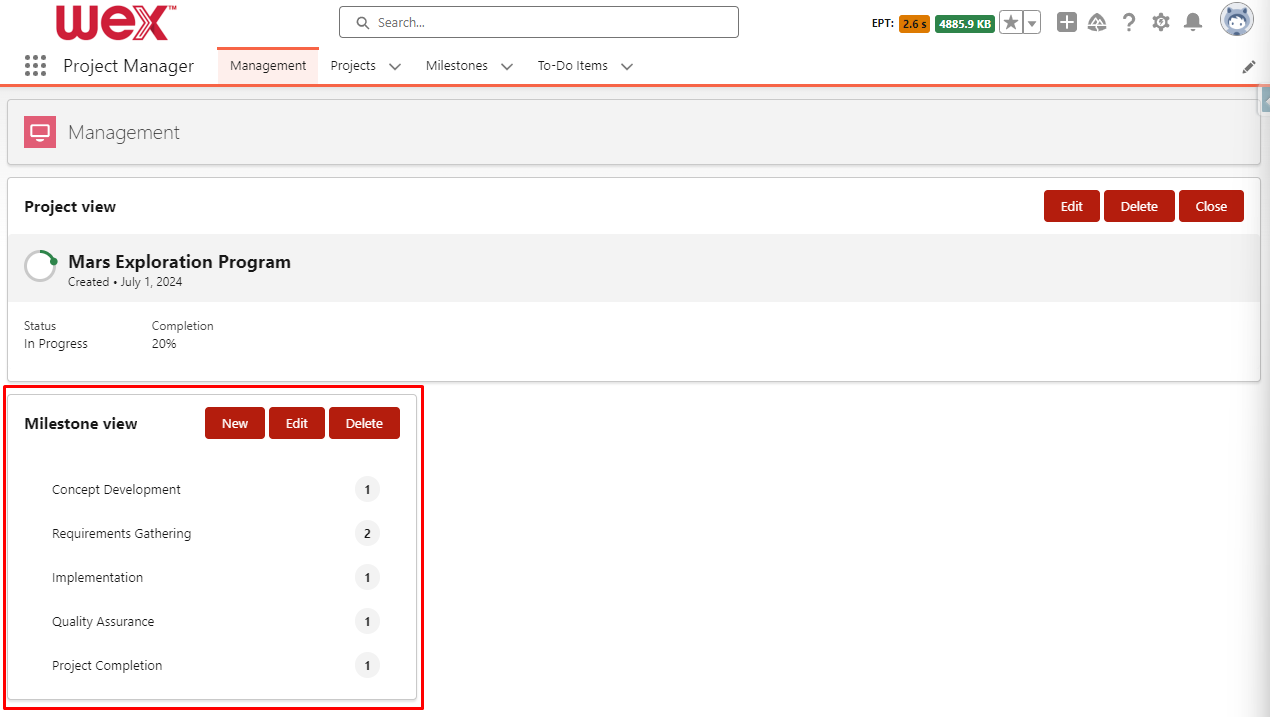 wex™
Search...
EPT: 2.6 s 4885.9 KB
Project Manager Management Projects Milestones To-Do Items
Management
Project view Edit Delete Close
Mars Exploration Program
Created • July 1, 2024
Status Completion
In Progress 20%
Milestone view New Edit Delete
Concept Development 1
Requirements Gathering 2
Implementation 1
Quality Assurance 1
Project Completion 1